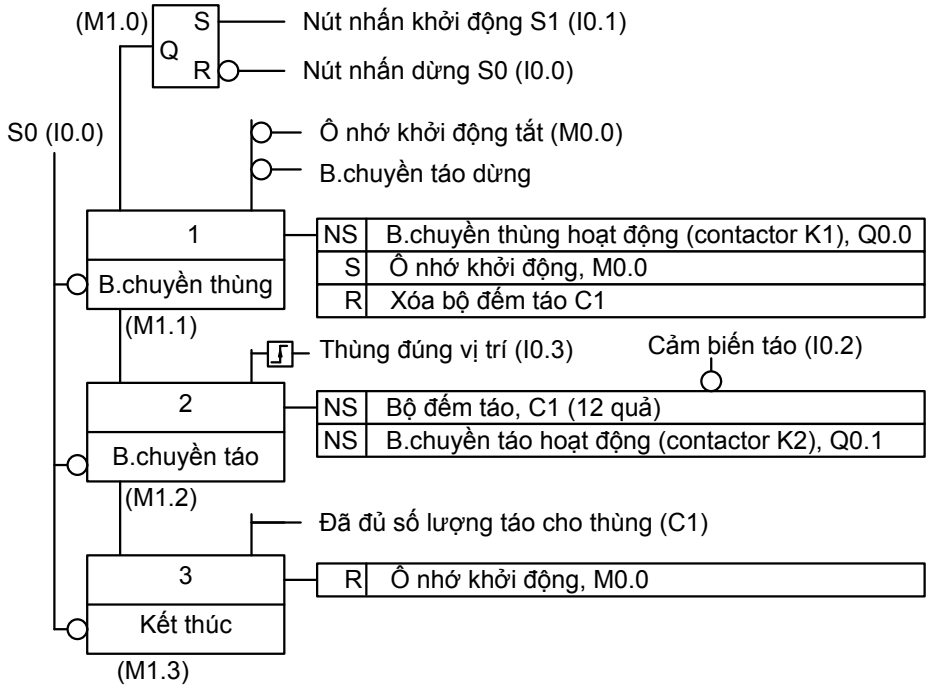 (M1.0) S Nút nhấn khởi động S1 (I0.1)
Q
R Nút nhấn dừng S0 (I0.0)
S0 (I0.0) Ô nhớ khởi động tắt (M0.0)
B.chuyền táo dừng
1 NS B.chuyền thùng hoạt động (contactor K1), Q0.0
S Ô nhớ khởi động, M0.0
B.chuyền thùng R Xóa bộ đếm táo C1
(M1.1)
Thùng đúng vị trí (I0.3) Cảm biến táo (I0.2)
2 NS Bộ đếm táo, C1 (12 quả)
NS B.chuyền táo hoạt động (contactor K2), Q0.1
B.chuyền táo
(M1.2)
Đã đủ số lượng táo cho thùng (C1)
3 R Ô nhớ khởi động, M0.0
Kết thúc
(M1.3)